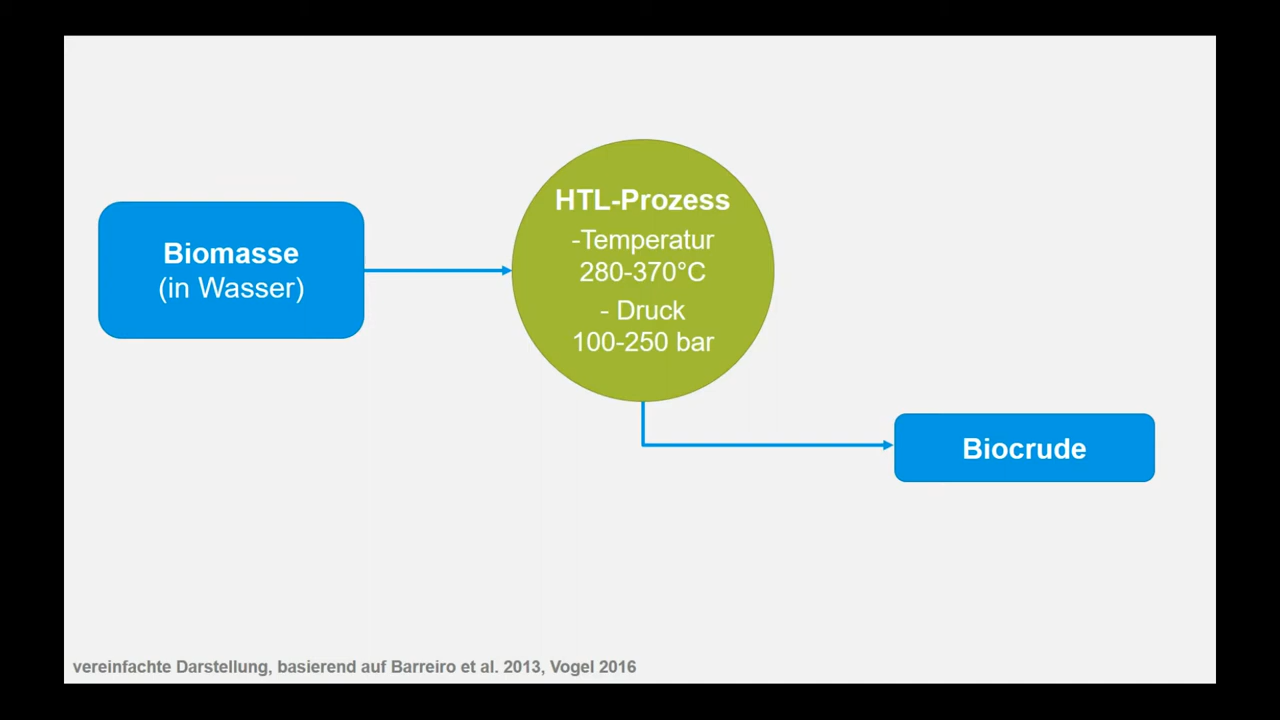 Biomasse
(in Wasser)
HTL-Prozess
-Temperatur
280-370°C
- Druck
100-250 bar
Biocrude
vereinfachte Darstellung, basierend auf Barreiro et al. 2013, Vogel 2016